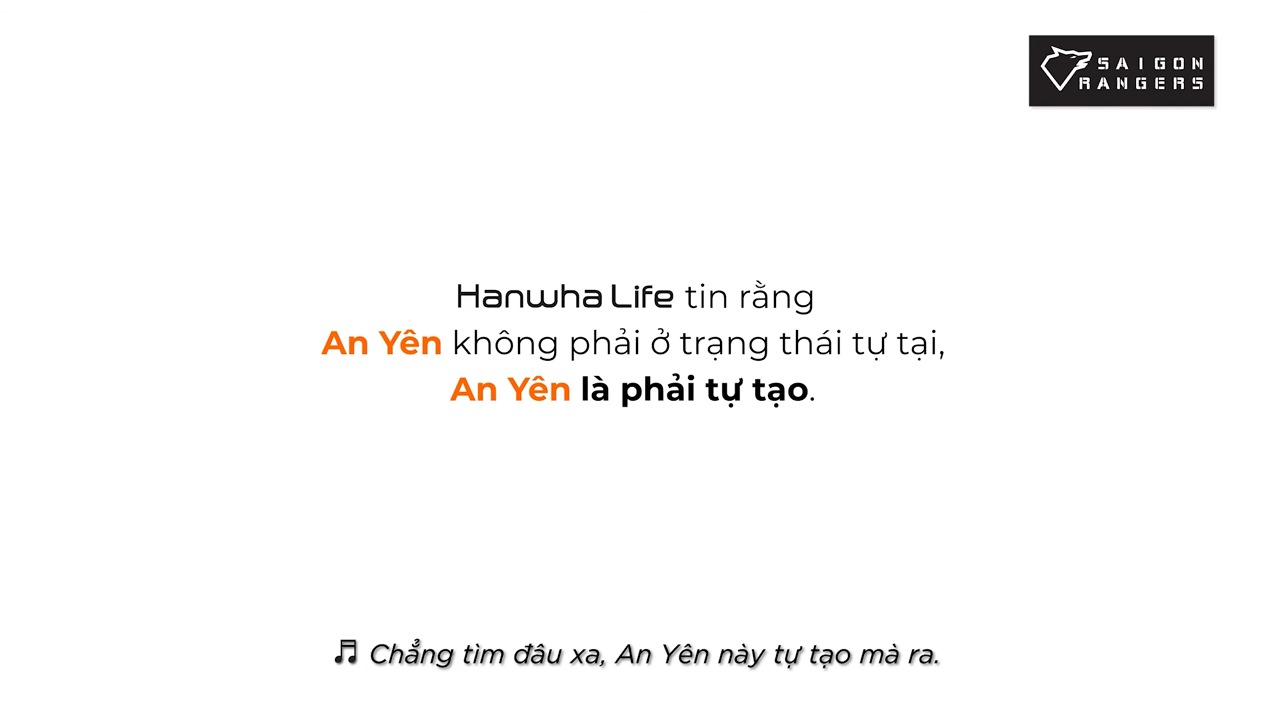 SAIGON
RANGERS
Hanwha Life tin rằng
An Yên không phải ở trạng thái tự tại,
An Yên là phải tự tạo.
♬ Chẳng tìm đâu xa, An Yên này tự tạo mà ra.